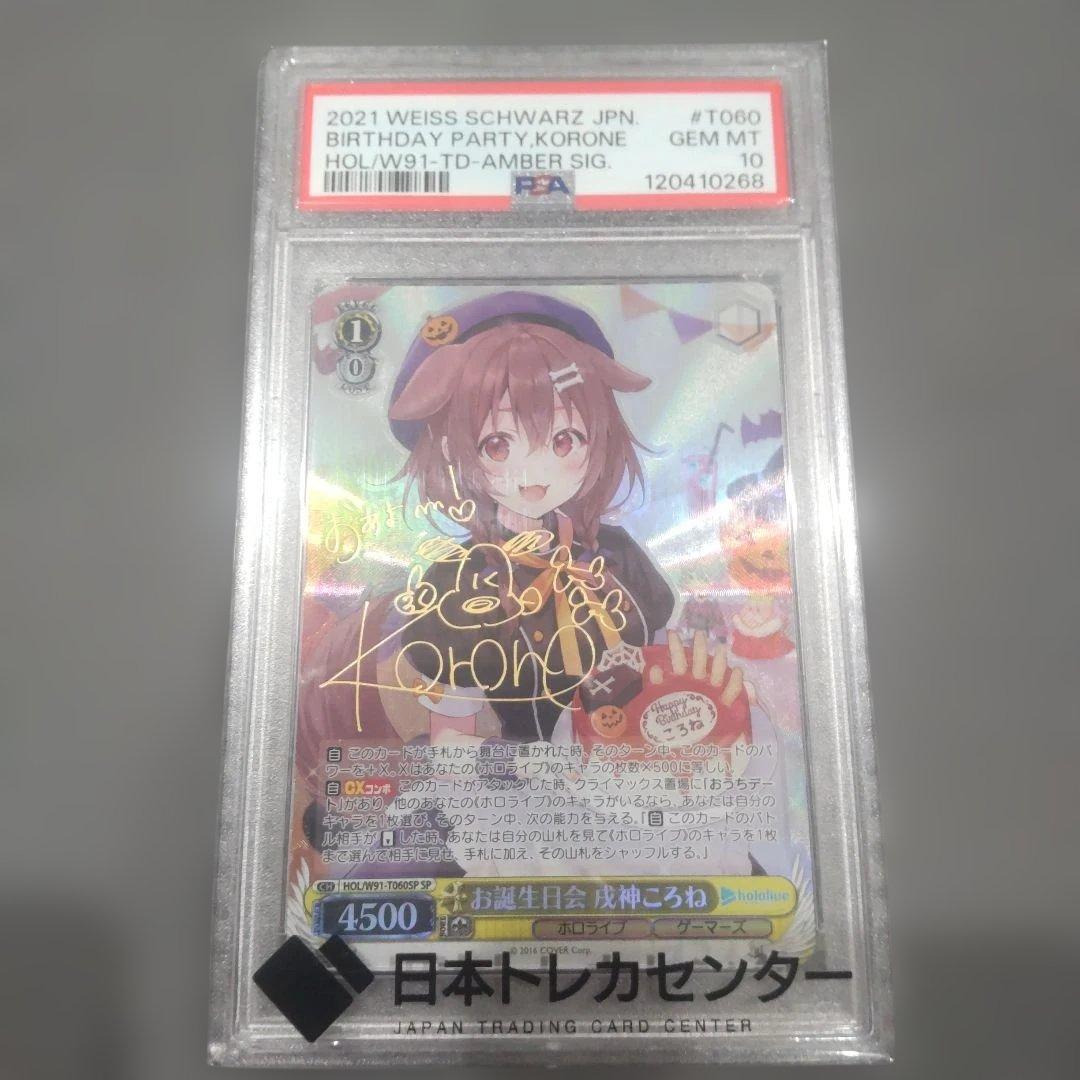 2021 WEISS SCHWARZ JPN. #T060
BIRTHDAY PARTY,KORONE GEM MT
HOL/W91-TD-AMBER SIG. 10
PSA 120410268
1
0
おぁよ
Korone
Happy
Birthday
ころね
自 このカードが手札から舞台に置かれた時、そのターン中、このカードのパ
ワーを+X。Xはあなたの《ホロライブ》のキャラの枚数×500に等しい。
自 CXコンボ このカードがアタックした時、クライマックス置場に「おうちデー
ト」があり、他のあなたの《ホロライブ》のキャラがいるなら、あなたは自分の
キャラを1枚選び、そのターン中、次の能力を与える。『自 このカードのバト
ル相手が した時、あなたは自分の山札を見て《ホロライブ》のキャラを1枚
まで選んで相手に見せ、手札に加え、その山札をシャッフルする。』
CH HOL/W91-T060SP SP
お誕生日会 戌神ころね hololive
4500 ホロライブ ゲーマーズ
© 2016 COVER Corp.
日本トレカセンター
JAPAN TRADING CARD CENTER